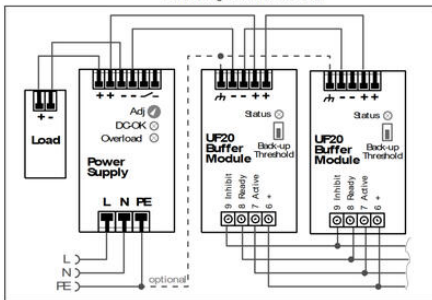 + + - -
- - + +
- - + +
+ -
Load
Adj
DC-OK
Overload
Power
Supply
L N PE
Status
UF20
Buffer
Module
Back-up
Threshold
9 Inhibit
8 Ready
7 Active
6 +
Status
UF20
Buffer
Module
Back-up
Threshold
9 Inhibit
8 Ready
7 Active
6 +
L
N
PE
optional